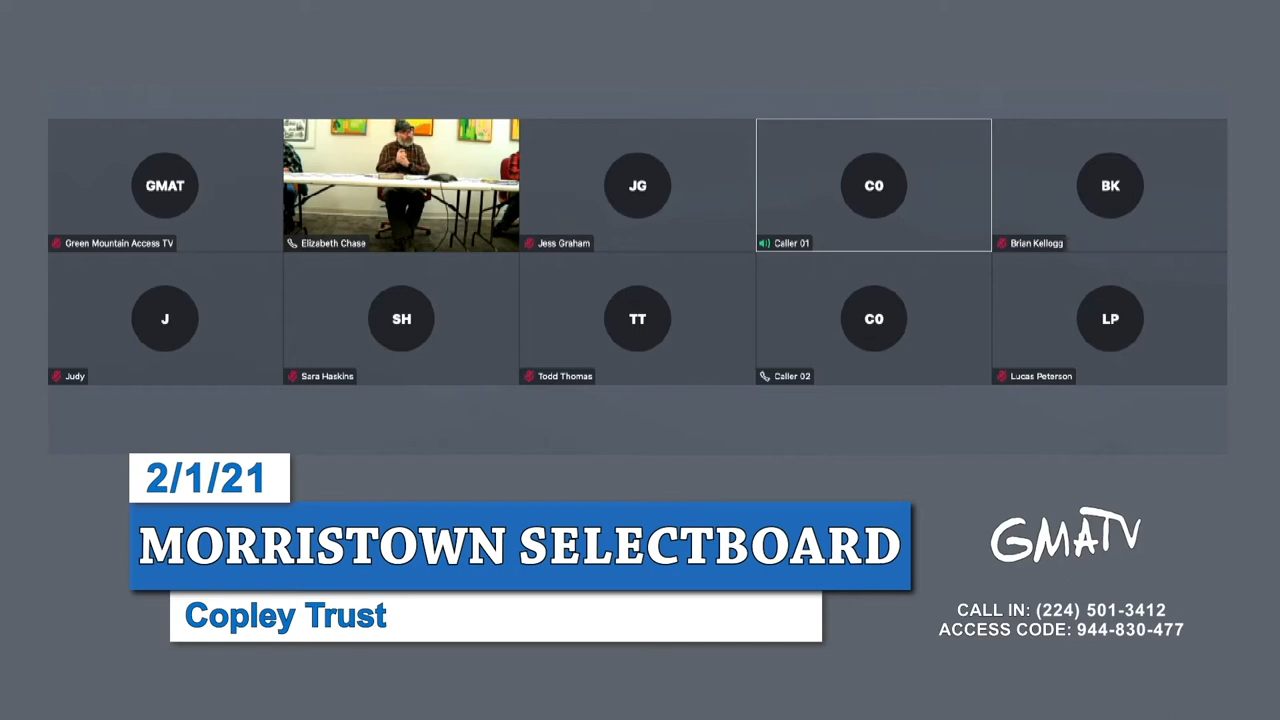 GMAT
JG
C0
BK
Green Mountain Access TV
Elizabeth Chase
Jess Graham
Caller 01
Brian Kellogg
J
SH
TT
C0
LP
Judy
Sara Haskins
Todd Thomas
Caller 02
Lucas Peterson
2/1/21
MORRISTOWN SELECTBOARD
Copley Trust
GMATV
CALL IN: (224) 501-3412
ACCESS CODE: 944-830-477